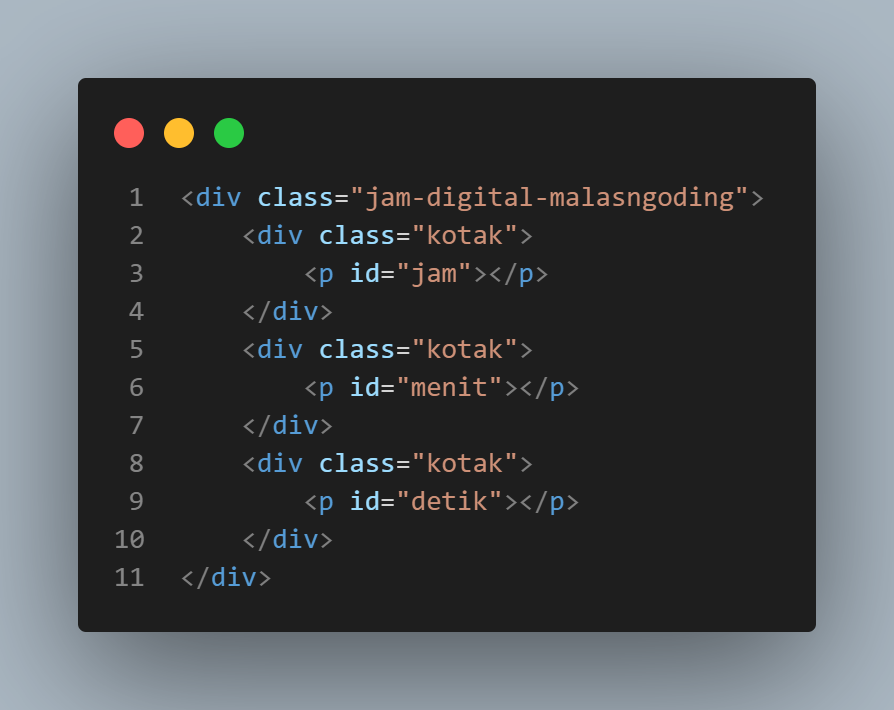 1 <div class="jam-digital-malasngoding">
2     <div class="kotak">
3         <p id="jam"></p>
4     </div>
5     <div class="kotak">
6         <p id="menit"></p>
7     </div>
8     <div class="kotak">
9         <p id="detik"></p>
10     </div>
11 </div>